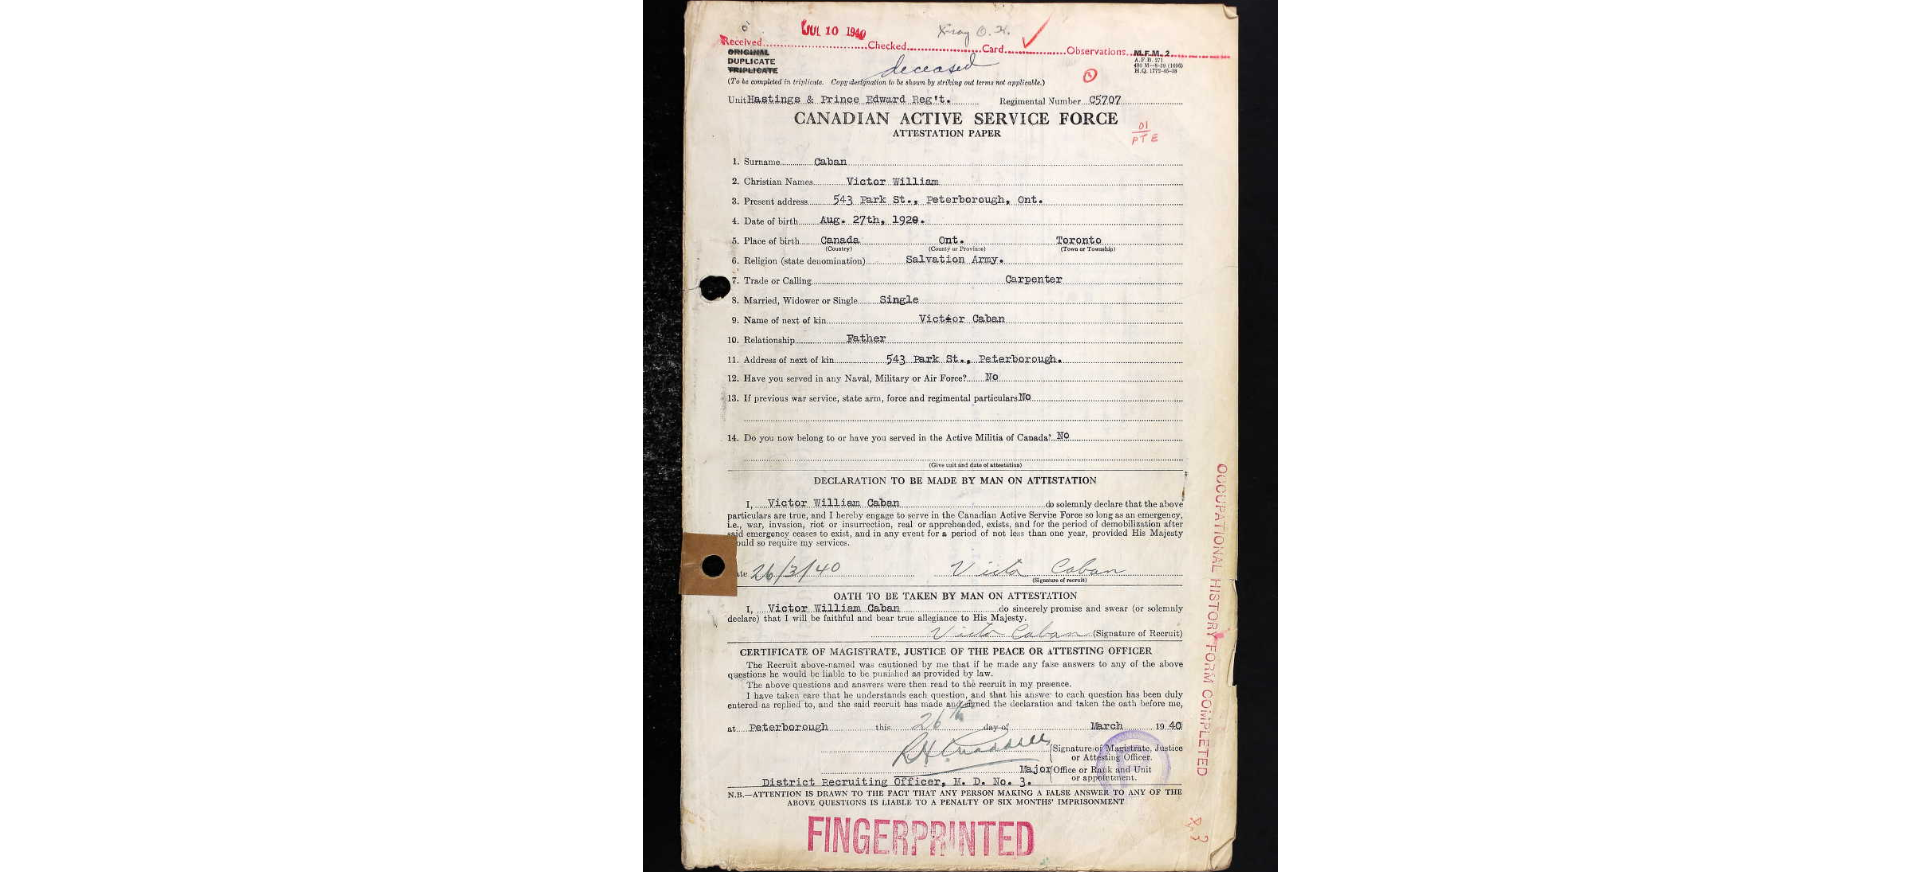 JUL 10 1940
Xray O.K.
Received Checked Card Observations M.F.M. 2
ORIGINAL
DUPLICATE
TRIPLICATE
deceased
A.F.B. 271
H.Q. 1772-39-38
(To be completed in triplicate. Copy designation to be shown by striking out terms not applicable.)
Unit Hastings & Prince Edward Reg't. Regimental Number C5707
CANADIAN ACTIVE SERVICE FORCE
ATTESTATION PAPER
01
PTE
1. Surname Caban
2. Christian Names Victor William
3. Present address 543 Park St., Peterborough, Ont.
4. Date of birth Aug. 27th, 1920.
5. Place of birth Canada Ont. Toronto
(Country) (County or Province) (Town or Township)
6. Religion (state denomination) Salvation Army.
7. Trade or Calling Carpenter
8. Married, Widower or Single Single
9. Name of next of kin Victor Caban
10. Relationship Father
11. Address of next of kin 543 Park St., Peterborough.
12. Have you served in any Naval, Military or Air Force? No
13. If previous war service, state arm, force and regimental particulars No
14. Do you now belong to or have you served in the Active Militia of Canada? No
(Give unit and date of attestation)
DECLARATION TO BE MADE BY MAN ON ATTESTATION
I, Victor William Caban do solemnly declare that the above
particulars are true, and I hereby engage to serve in the Canadian Active Service Force so long as an emergency,
i.e., war, invasion, riot or insurrection, real or apprehended, exists, and for the period of demobilization after
said emergency ceases to exist, and in any event for a period of not less than one year, provided His Majesty
should so require my services.
Date 26/3/40 Victor Caban
(Signature of recruit)
OATH TO BE TAKEN BY MAN ON ATTESTATION
I, Victor William Caban do sincerely promise and swear (or solemnly
declare) that I will be faithful and bear true allegiance to His Majesty.
Victor Caban (Signature of Recruit)
CERTIFICATE OF MAGISTRATE, JUSTICE OF THE PEACE OR ATTESTING OFFICER
The Recruit above-named was cautioned by me that if he made any false answers to any of the above
questions he would be liable to be punished as provided by law.
The above questions and answers were then read to the recruit in my presence.
I have taken care that he understands each question, and that his answer to each question has been duly
entered as replied to, and the said recruit has made and signed the declaration and taken the oath before me,
at Peterborough this 26th day of March 1940
Signature of Magistrate, Justice
or Attesting Officer.
Major Office or Rank and Unit
or appointment.
District Recruiting Officer, M. D. No. 3.
N.B.—ATTENTION IS DRAWN TO THE FACT THAT ANY PERSON MAKING A FALSE ANSWER TO ANY OF THE
ABOVE QUESTIONS IS LIABLE TO A PENALTY OF SIX MONTHS' IMPRISONMENT
FINGERPRINTED
OCCUPATIONAL HISTORY FORM COMPLETED